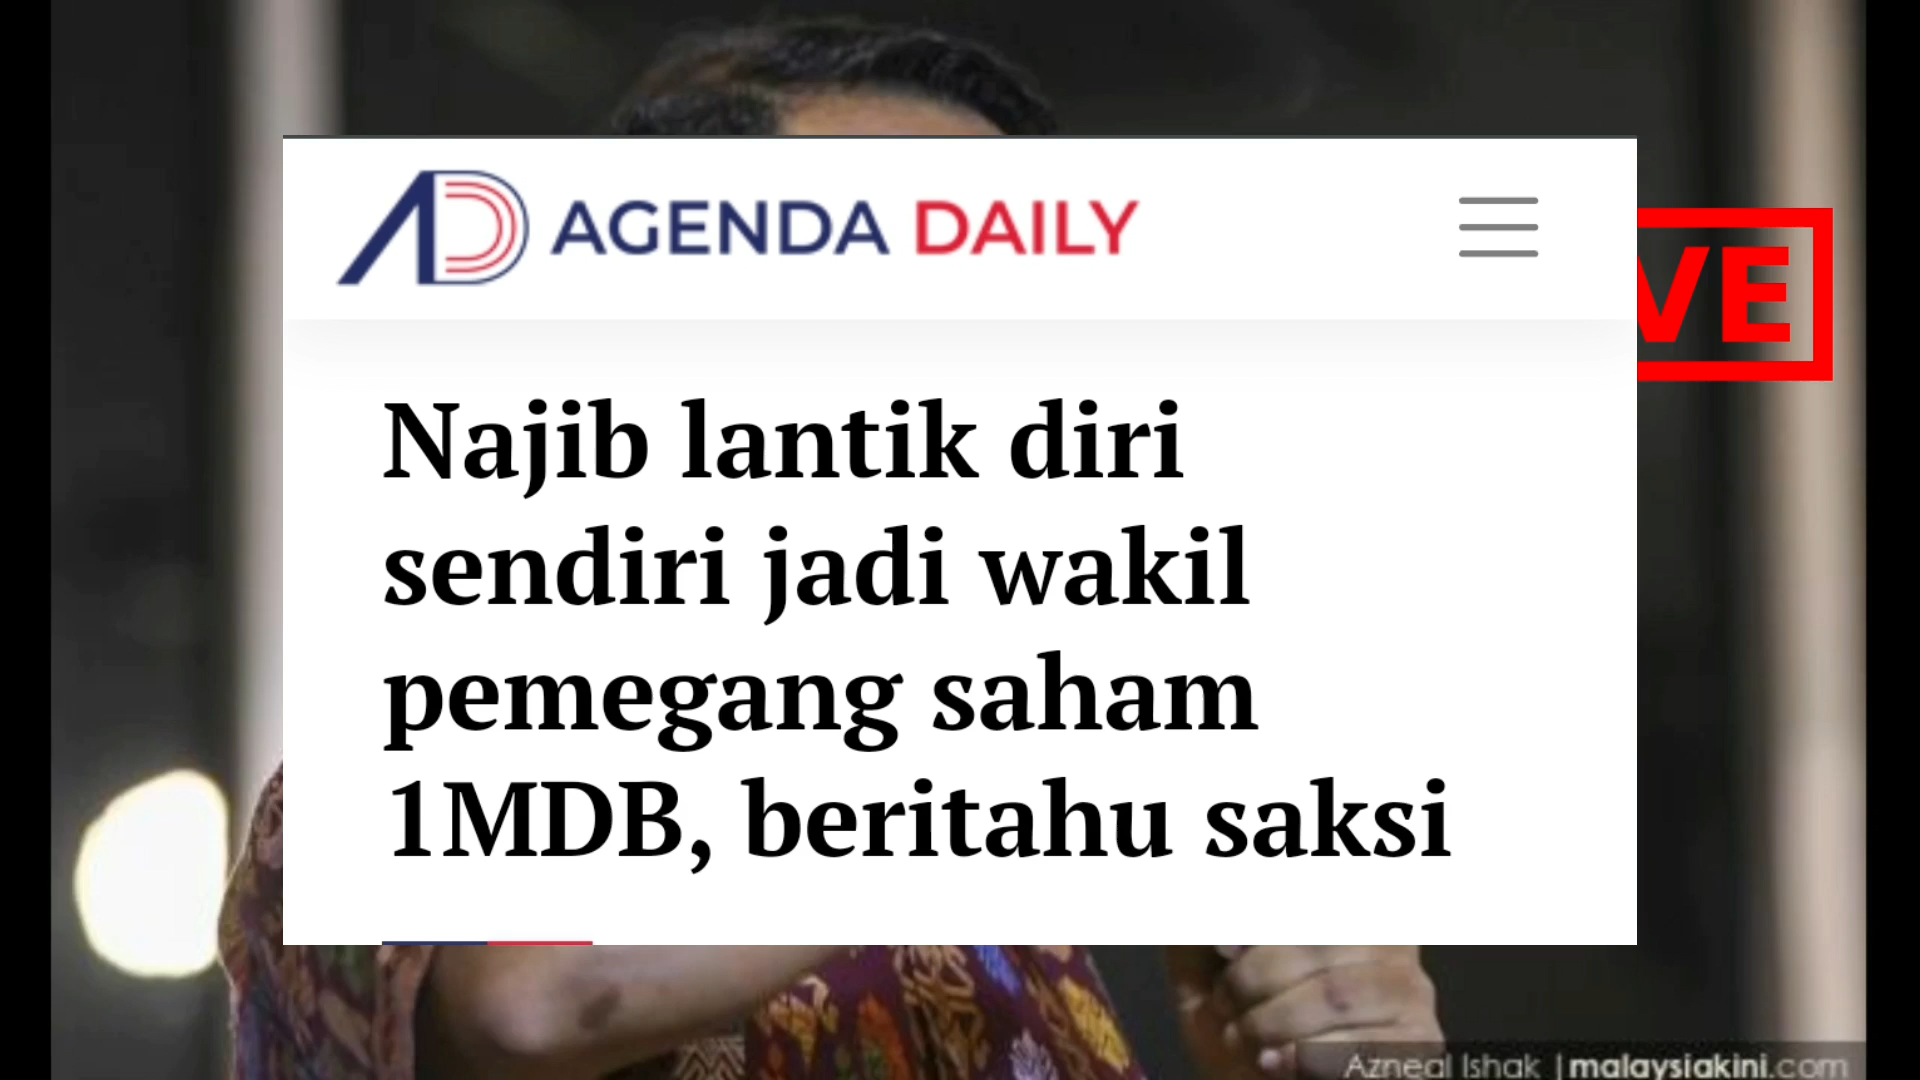 AGENDA DAILY
VE
Najib lantik diri
sendiri jadi wakil
pemegang saham
1MDB, beritahu saksi
Azneal Ishak | malaysiakini.com